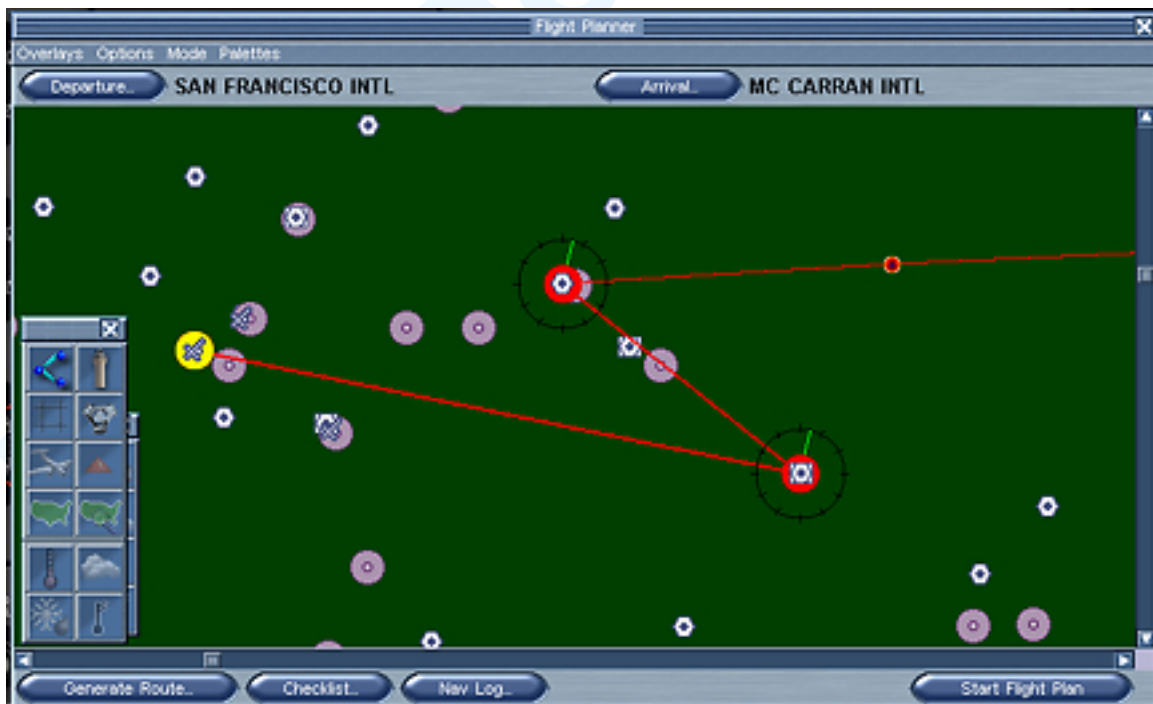 Flight Planner
Overlays Options Mode Palettes
Departure... SAN FRANCISCO INTL Arrival... MC CARRAN INTL
Generate Route... Checklist... Nav Log... Start Flight Plan